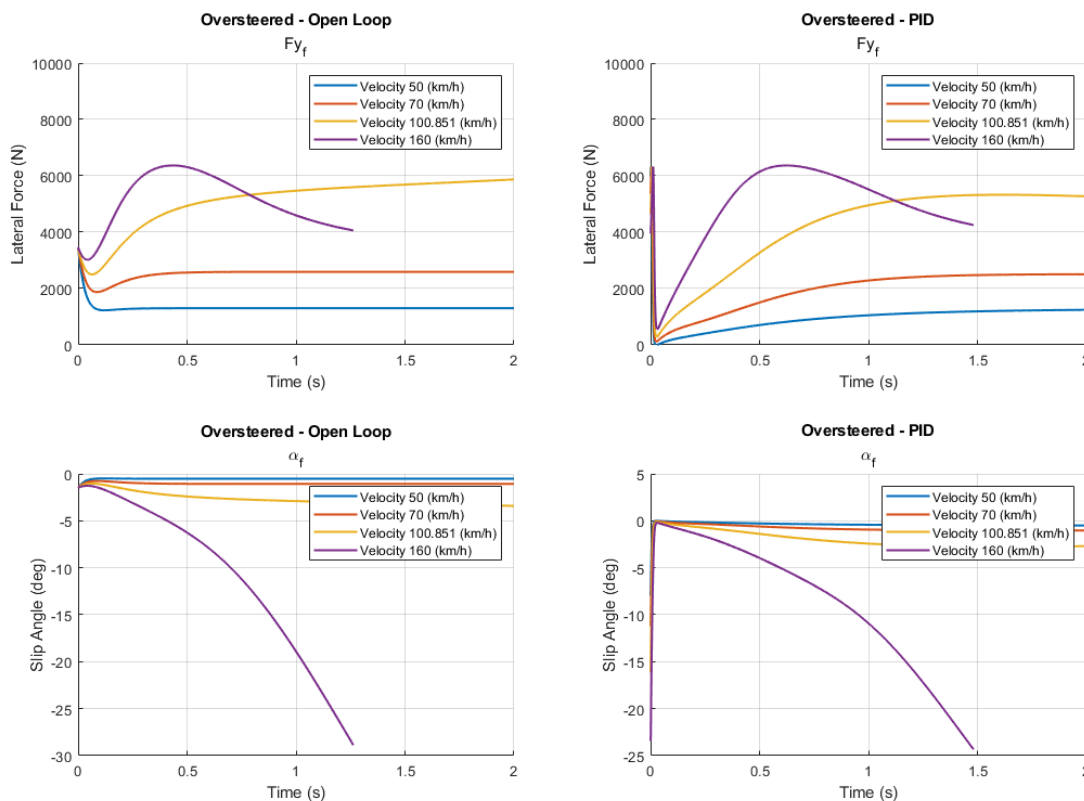 Oversteered - Open Loop
Fy_f
10000
8000
6000
4000
2000
0
Lateral Force (N)
Velocity 50 (km/h)
Velocity 70 (km/h)
Velocity 100.851 (km/h)
Velocity 160 (km/h)
0 0.5 1 1.5 2
Time (s)
Oversteered - PID
Fy_f
10000
8000
6000
4000
2000
0
Lateral Force (N)
Velocity 50 (km/h)
Velocity 70 (km/h)
Velocity 100.851 (km/h)
Velocity 160 (km/h)
0 0.5 1 1.5 2
Time (s)
Oversteered - Open Loop
α_f
0
-5
-10
-15
-20
-25
-30
Slip Angle (deg)
Velocity 50 (km/h)
Velocity 70 (km/h)
Velocity 100.851 (km/h)
Velocity 160 (km/h)
0 0.5 1 1.5 2
Time (s)
Oversteered - PID
α_f
5
0
-5
-10
-15
-20
-25
Slip Angle (deg)
Velocity 50 (km/h)
Velocity 70 (km/h)
Velocity 100.851 (km/h)
Velocity 160 (km/h)
0 0.5 1 1.5 2
Time (s)